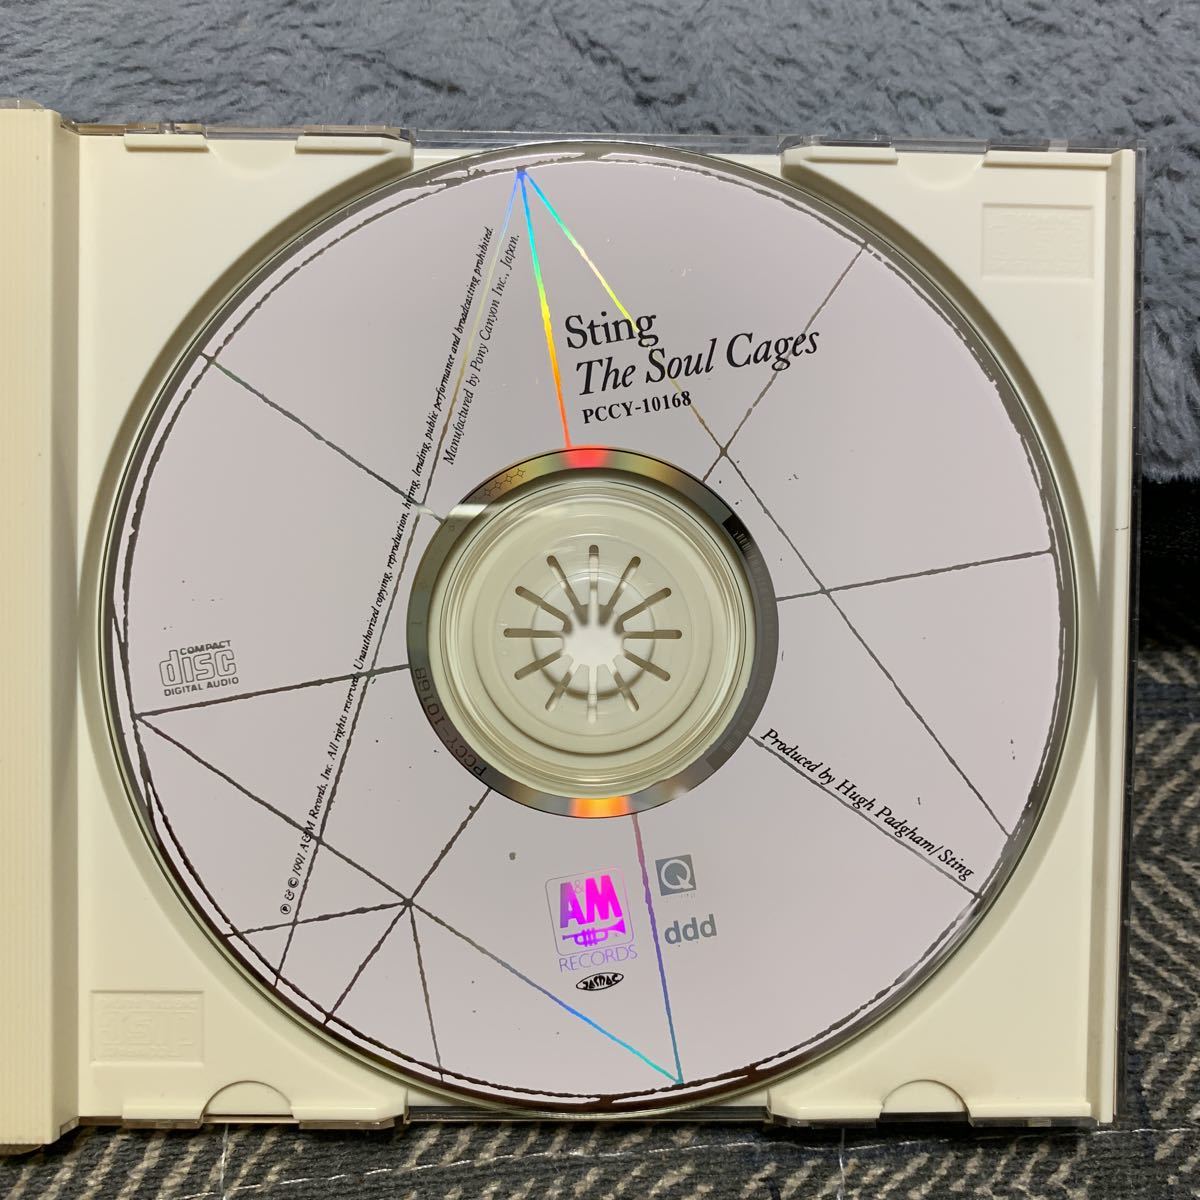 Sting
The Soul Cages
PCCY-10168
Manufactured by Pony Canyon Inc., Japan.
℗ & © 1991 A&M Records, Inc. All rights reserved. Unauthorized copying, reproduction, hiring, lending, public performance and broadcasting prohibited.
COMPACT
disc
DIGITAL AUDIO
PCCY-10168
Produced by Hugh Padgham/Sting
A&M
RECORDS
Q
ddd
JASRAC